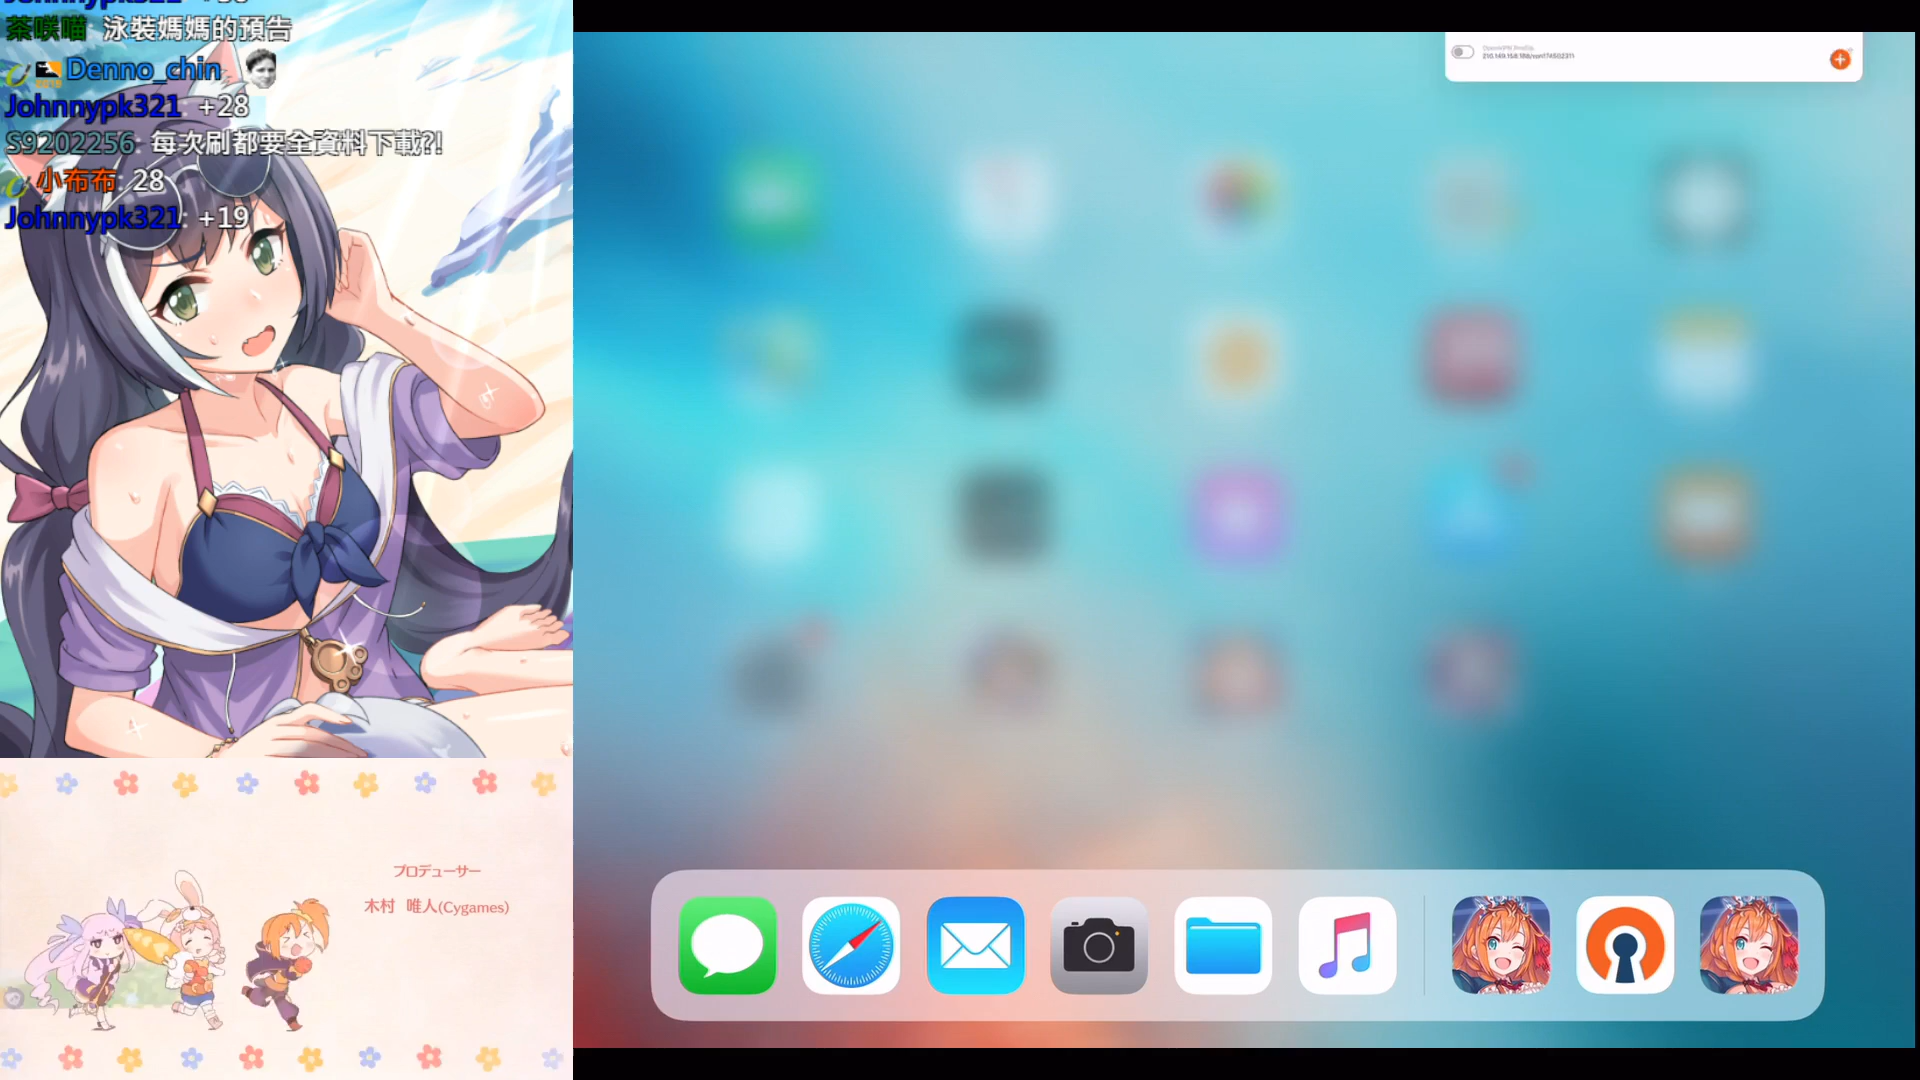 Johnnypk321: +38
茶咲喵: 泳裝媽媽的預告
Denno_chin:
Johnnypk321: +28
S9202256: 每次刷都要全資料下載?!
小布布: 28
Johnnypk321: +19
プロデューサー
木村 唯人(Cygames)